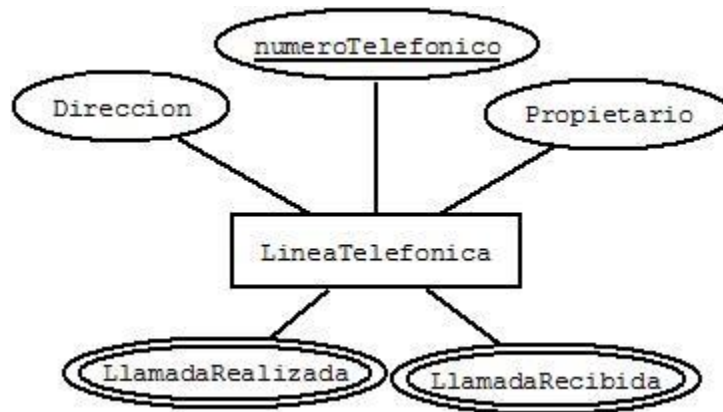 numeroTelefonico
Direccion
Propietario
LineaTelefonica
LlamadaRealizada
LlamadaRecibida